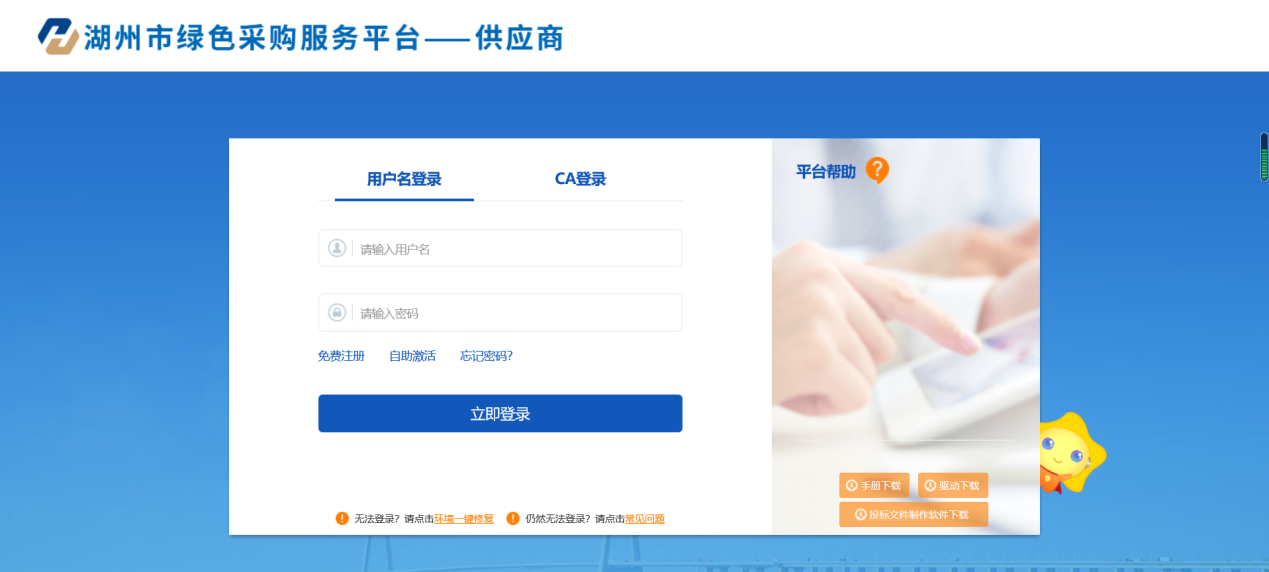 湖州市绿色采购服务平台——供应商
用户名登录 CA登录
请输入用户名
请输入密码
免费注册 自助激活 忘记密码?
立即登录
无法登录？请点击环境一键修复 仍然无法登录？请点击常见问题
平台帮助
手册下载 驱动下载
投标文件制作软件下载